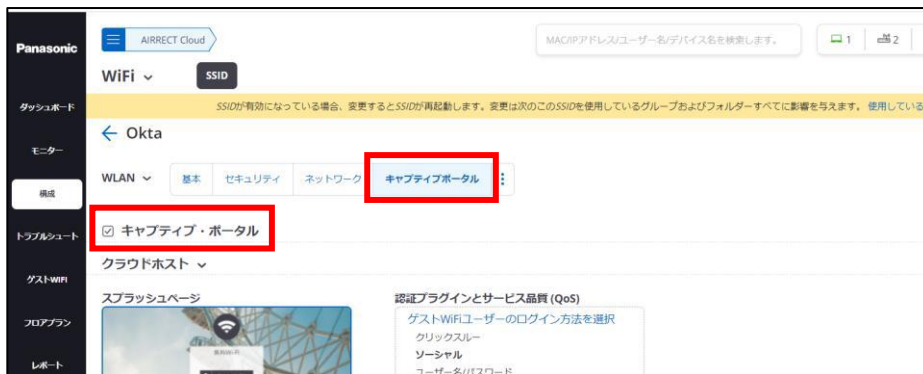 Panasonic
AIRRECT Cloud
MAC/IPアドレス/ユーザー名/デバイス名を検索します。
1
2
WiFi
SSID
ダッシュボード
SSIDが有効になっている場合、変更するとSSIDが再起動します。変更は次のこのSSIDを使用しているグループおよびフォルダーすべてに影響を与えます。 使用している
Okta
モニター
WLAN
基本
セキュリティ
ネットワーク
キャプティブポータル
構成
トラブルシュート
キャプティブ・ポータル
クラウドホスト
ゲストWiFi
スプラッシュページ
認証プラグインとサービス品質 (QoS)
ゲストWiFiユーザーのログイン方法を選択
フロアプラン
クリックスルー
ソーシャル
レポート
ユーザー名/パスワード